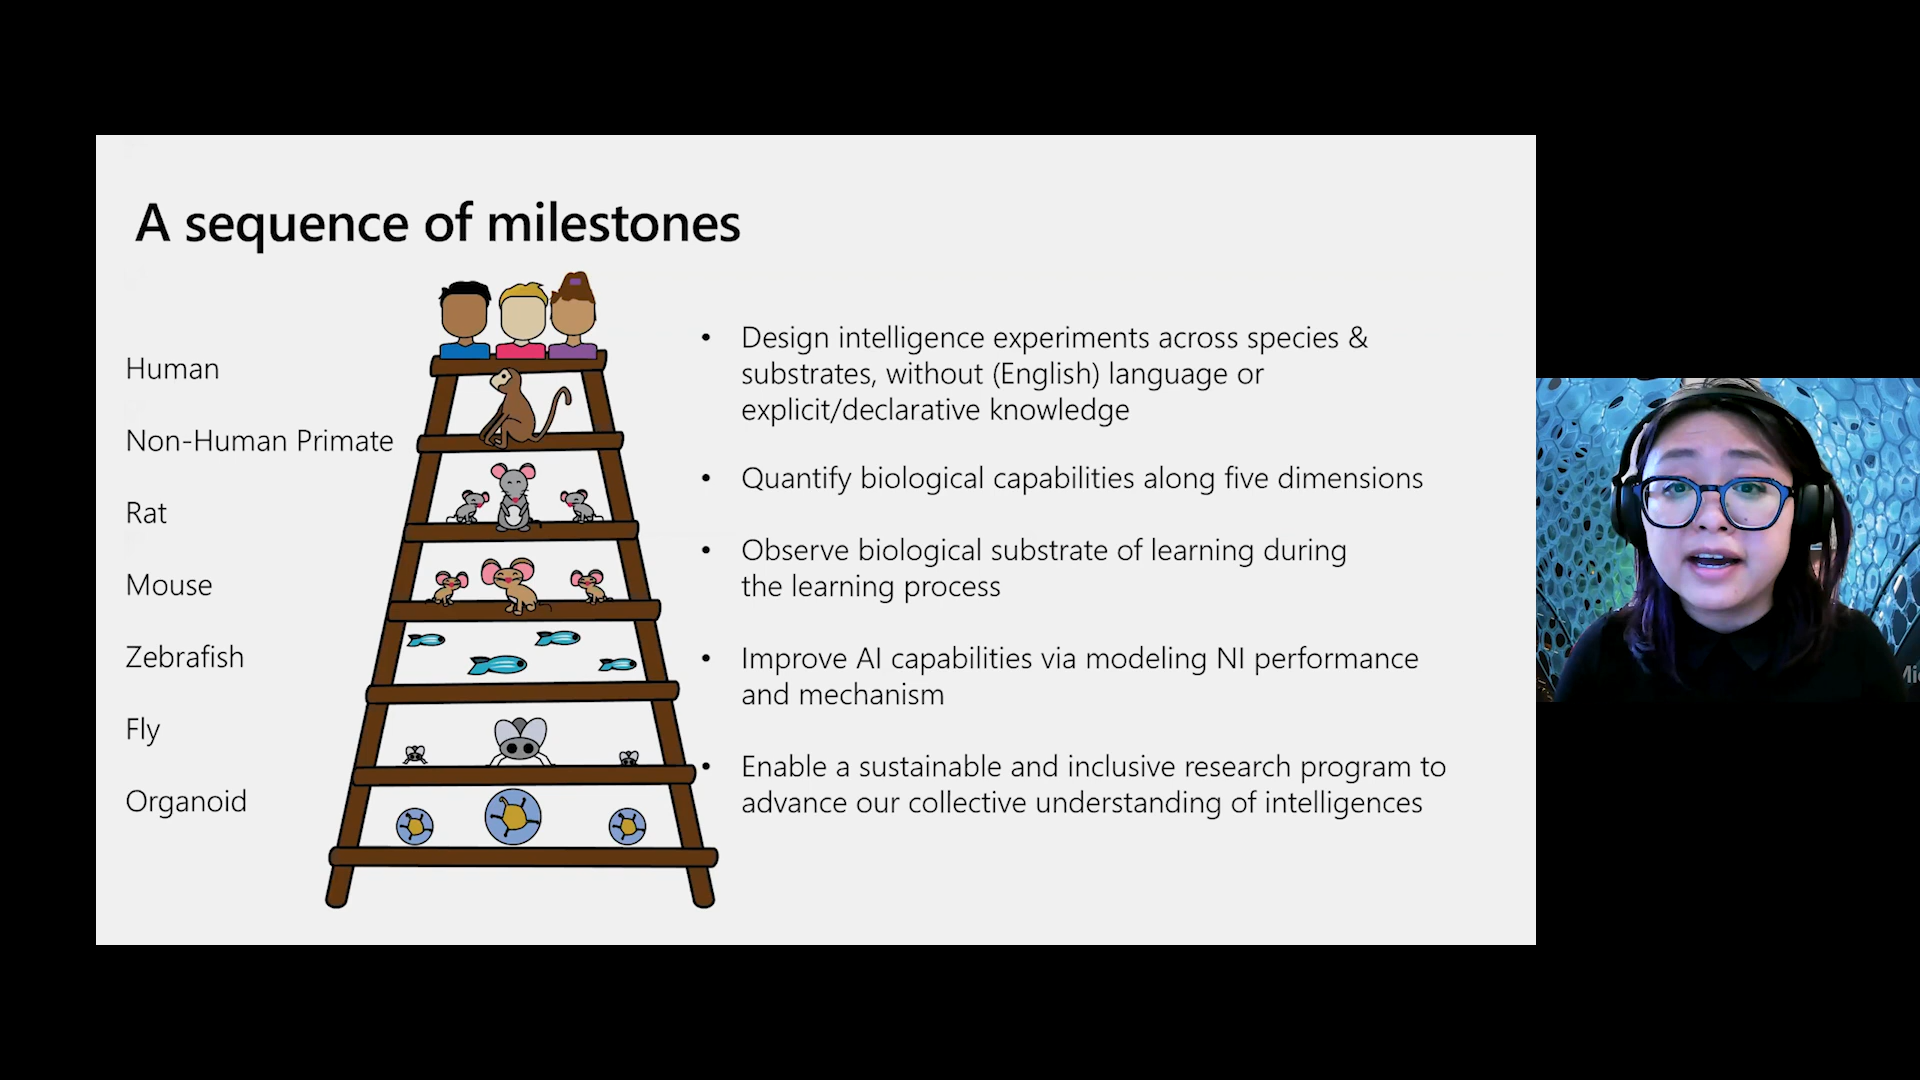 A sequence of milestones
Human
Non-Human Primate
Rat
Mouse
Zebrafish
Fly
Organoid
• Design intelligence experiments across species &
substrates, without (English) language or
explicit/declarative knowledge
• Quantify biological capabilities along five dimensions
• Observe biological substrate of learning during
the learning process
• Improve AI capabilities via modeling NI performance
and mechanism
• Enable a sustainable and inclusive research program to
advance our collective understanding of intelligences